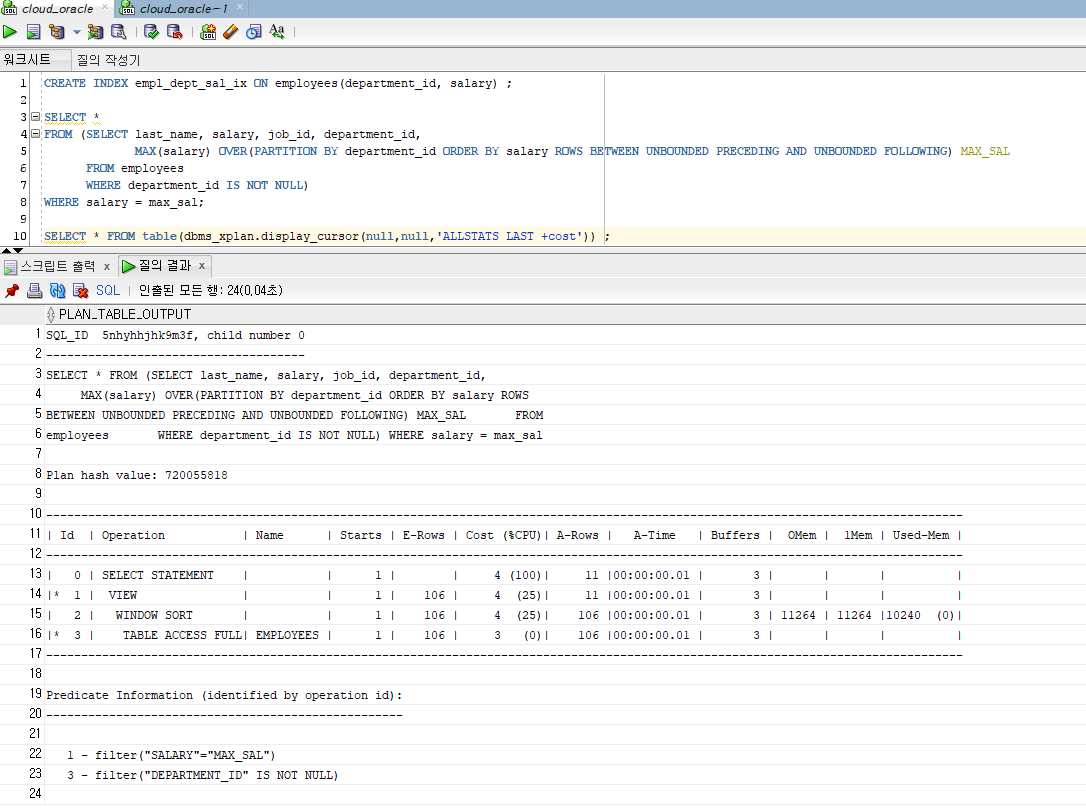 cloud_oracle × cloud_oracle~1 ×
워크시트 질의 작성기
1 CREATE INDEX empl_dept_sal_ix ON employees(department_id, salary) ;
2
3 SELECT *
4 FROM (SELECT last_name, salary, job_id, department_id,
5 MAX(salary) OVER(PARTITION BY department_id ORDER BY salary ROWS BETWEEN UNBOUNDED PRECEDING AND UNBOUNDED FOLLOWING) MAX_SAL
6 FROM employees
7 WHERE department_id IS NOT NULL)
8 WHERE salary = max_sal;
9
10 SELECT * FROM table(dbms_xplan.display_cursor(null,null,'ALLSTATS LAST +cost')) ;
스크립트 출력 x 질의 결과 x
SQL | 인출된 모든 행: 24(0,04초)
PLAN_TABLE_OUTPUT
1 SQL_ID  5nhyhhjhk9m3f, child number 0
2 -------------------------------------
3 SELECT * FROM (SELECT last_name, salary, job_id, department_id,
4 MAX(salary) OVER(PARTITION BY department_id ORDER BY salary ROWS
5 BETWEEN UNBOUNDED PRECEDING AND UNBOUNDED FOLLOWING) MAX_SAL       FROM
6 employees       WHERE department_id IS NOT NULL) WHERE salary = max_sal
7
8 Plan hash value: 720055818
9
10 -----------------------------------------------------------------------------------------------------------------------------------
11 | Id  | Operation           | Name      | Starts | E-Rows | Cost (%CPU)| A-Rows |   A-Time   | Buffers |  OMem |  1Mem | Used-Mem |
12 -----------------------------------------------------------------------------------------------------------------------------------
13 |   0 | SELECT STATEMENT    |           |      1 |        |     4 (100)|     11 |00:00:00.01 |       3 |       |       |          |
14 |*  1 |  VIEW               |           |      1 |    106 |     4  (25)|     11 |00:00:00.01 |       3 |       |       |          |
15 |   2 |   WINDOW SORT       |           |      1 |    106 |     4  (25)|    106 |00:00:00.01 |       3 | 11264 | 11264 |10240  (0)|
16 |*  3 |    TABLE ACCESS FULL| EMPLOYEES |      1 |    106 |     3   (0)|    106 |00:00:00.01 |       3 |       |       |          |
17 -----------------------------------------------------------------------------------------------------------------------------------
18
19 Predicate Information (identified by operation id):
20 ---------------------------------------------------
21
22 1 - filter("SALARY"="MAX_SAL")
23 3 - filter("DEPARTMENT_ID" IS NOT NULL)
24